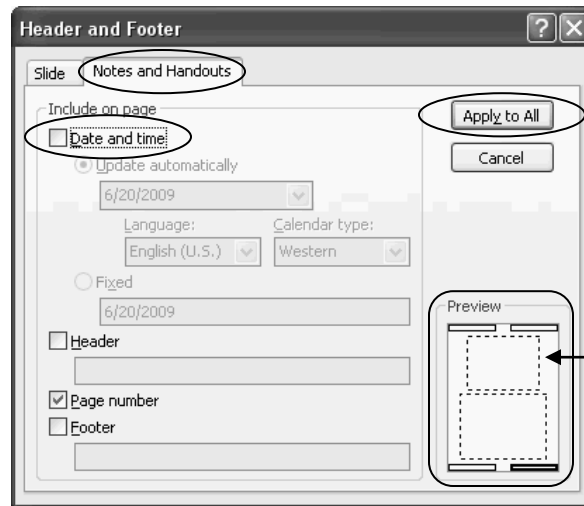 Header and Footer
Slide Notes and Handouts
Include on page
Date and time
Update automatically
6/20/2009
Language: Calendar type:
English (U.S.) Western
Fixed
6/20/2009
Header
Page number
Footer
Apply to All
Cancel
Preview